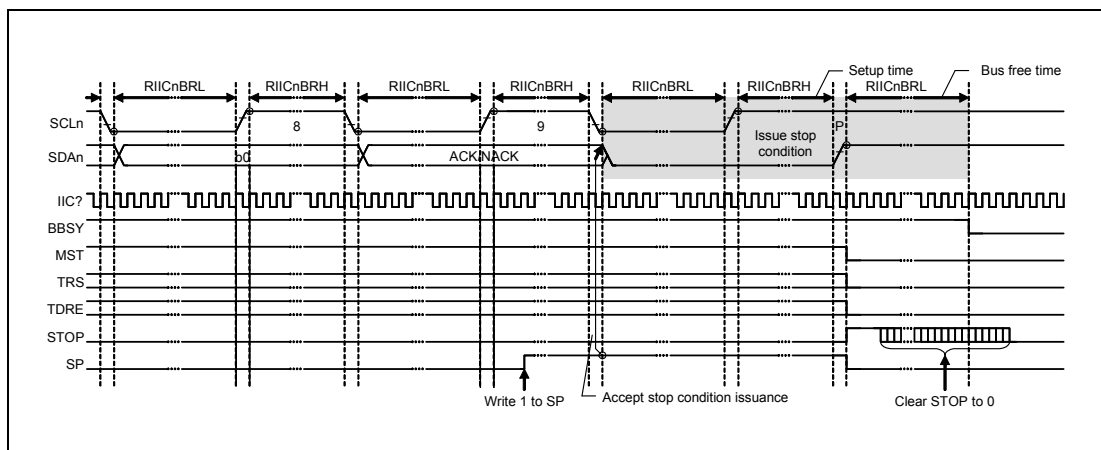 RIICnBRL RIICnBRH RIICnBRL RIICnBRH RIICnBRL RIICnBRH Setup time RIICnBRL Bus free time
SCLn 8 9 P
Issue stop
condition
SDAn b0 ACK/NACK
IIC?
BBSY
MST
TRS
TDRE
STOP
SP
Write 1 to SP Accept stop condition issuance Clear STOP to 0